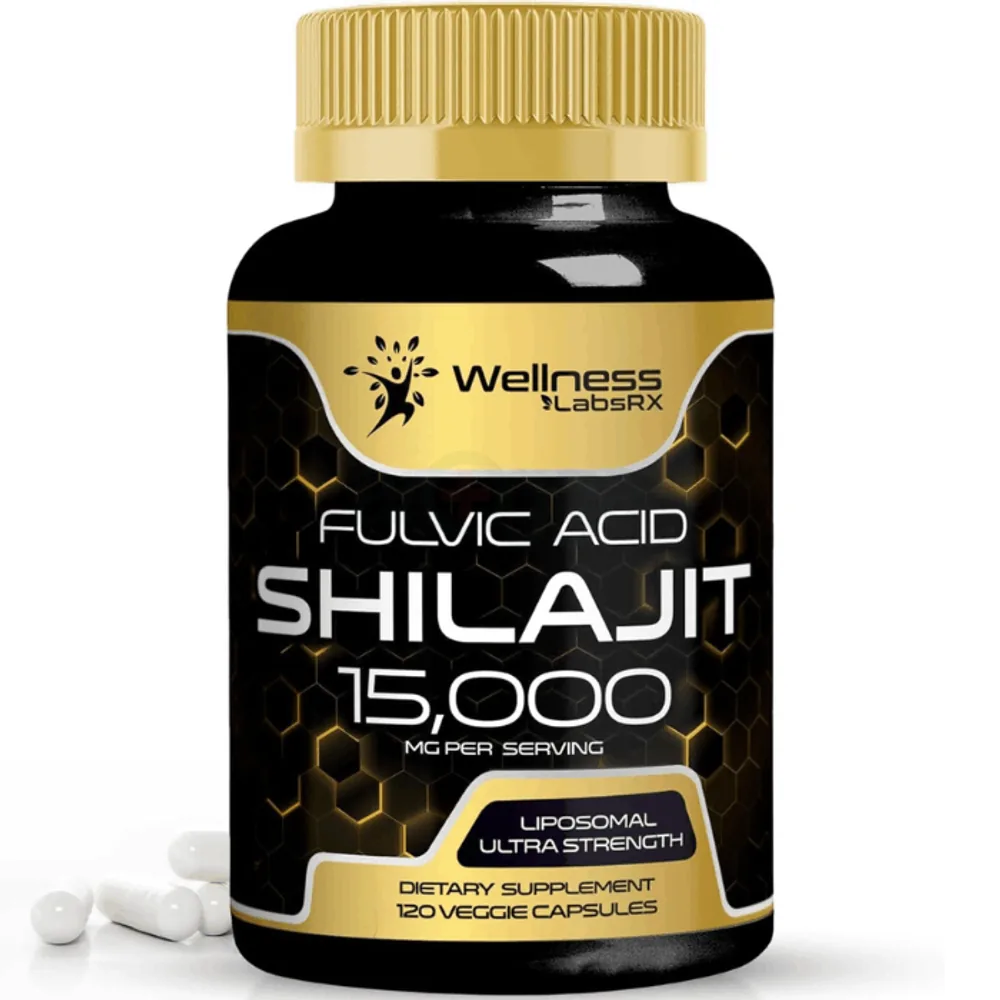 Wellness
LabsRX
FULVIC ACID
SHILAJIT
15,000
MG PER SERVING
LIPOSOMAL
ULTRA STRENGTH
DIETARY SUPPLEMENT
120 VEGGIE CAPSULES